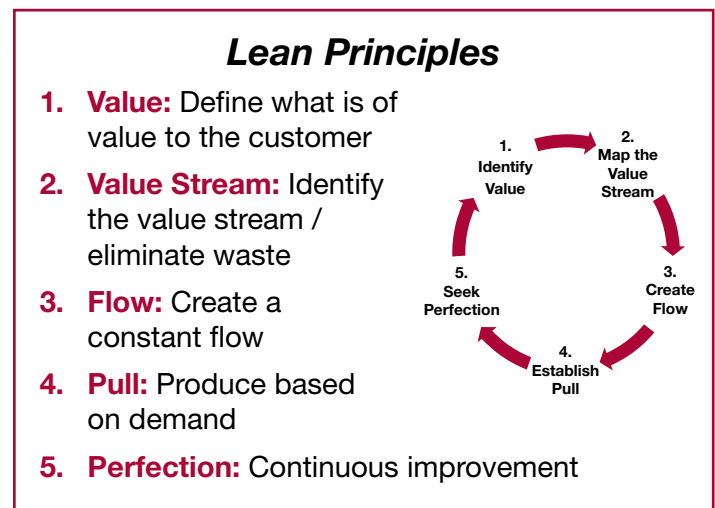 Lean Principles
1. Value: Define what is of
value to the customer
2. Value Stream: Identify
the value stream /
eliminate waste
3. Flow: Create a
constant flow
4. Pull: Produce based
on demand
5. Perfection: Continuous improvement
1.
Identify
Value
2.
Map the
Value
Stream
3.
Create
Flow
4.
Establish
Pull
5.
Seek
Perfection